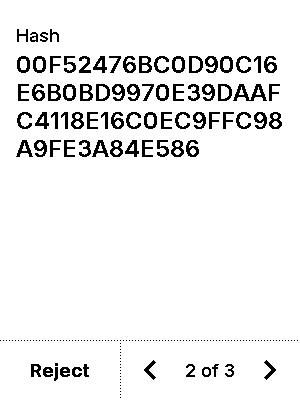 Hash
00F52476BC0D90C16
E6B0BD9970E39DAAF
C4118E16C0EC9FFC98
A9FE3A84E586
Reject
2 of 3